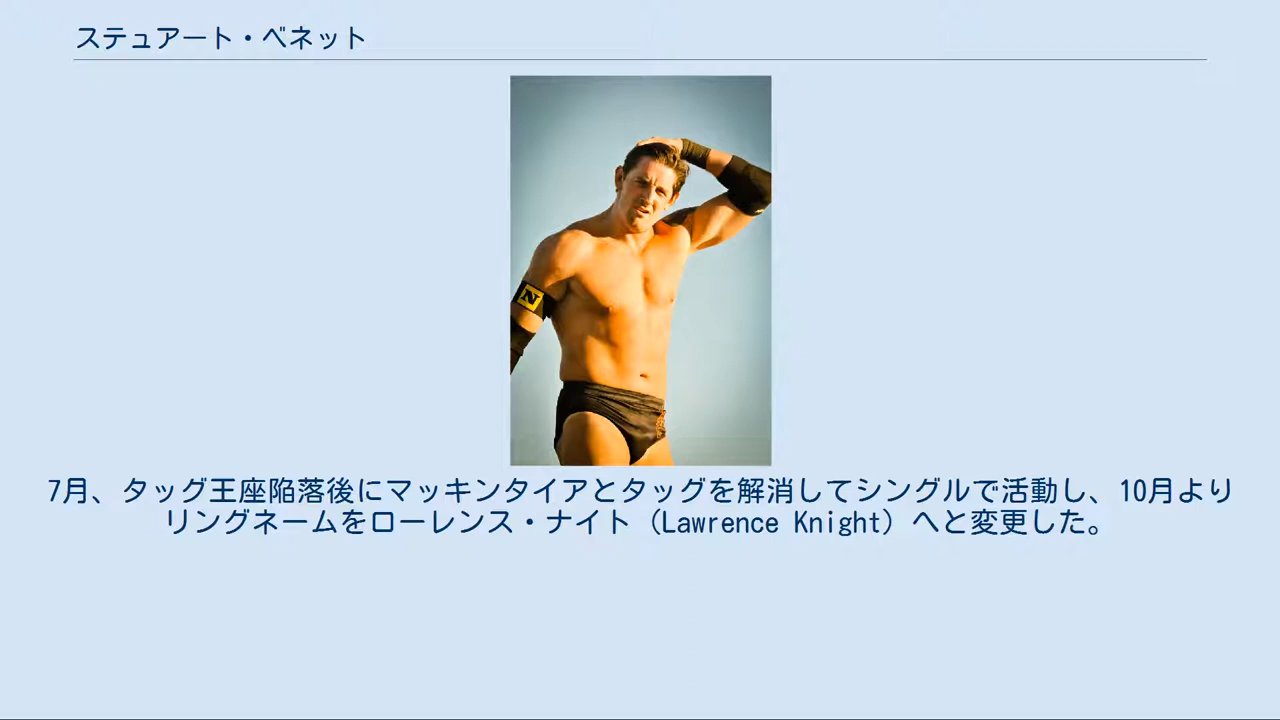 ステュアート・ベネット
N
7月、タッグ王座陥落後にマッキンタイアとタッグを解消してシングルで活動し、10月より
リングネームをローレンス・ナイト（Lawrence Knight）へと変更した。